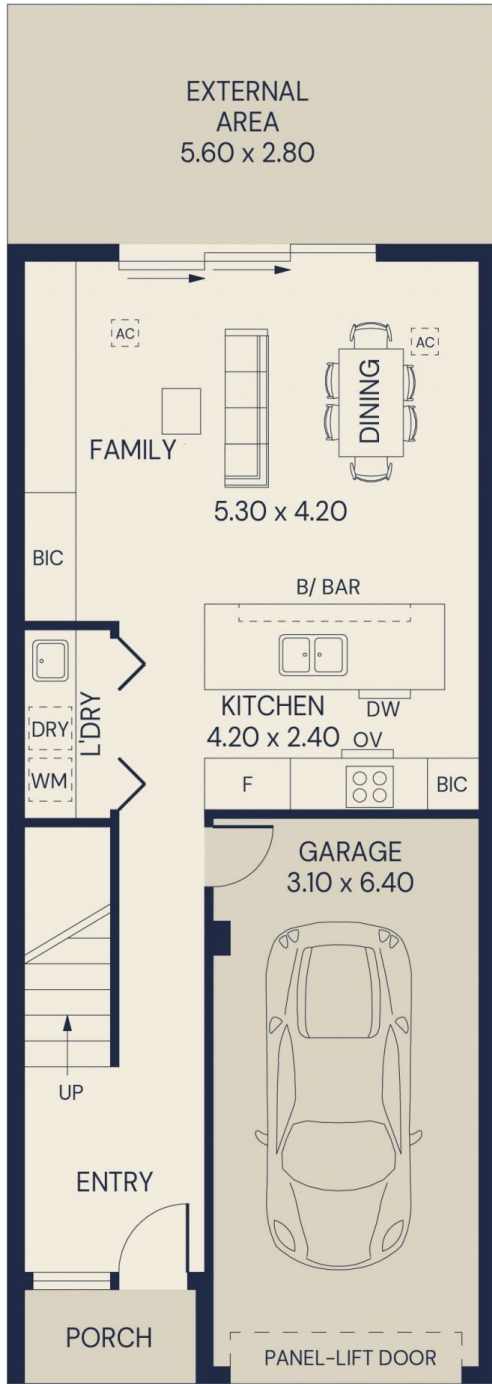 EXTERNAL
AREA
5.60 x 2.80
AC
AC
DINING
FAMILY
5.30 x 4.20
BIC
B/ BAR
L'DRY
DRY
WM
KITCHEN
4.20 x 2.40
DW
OV
F
BIC
GARAGE
3.10 x 6.40
UP
ENTRY
PORCH
PANEL-LIFT DOOR